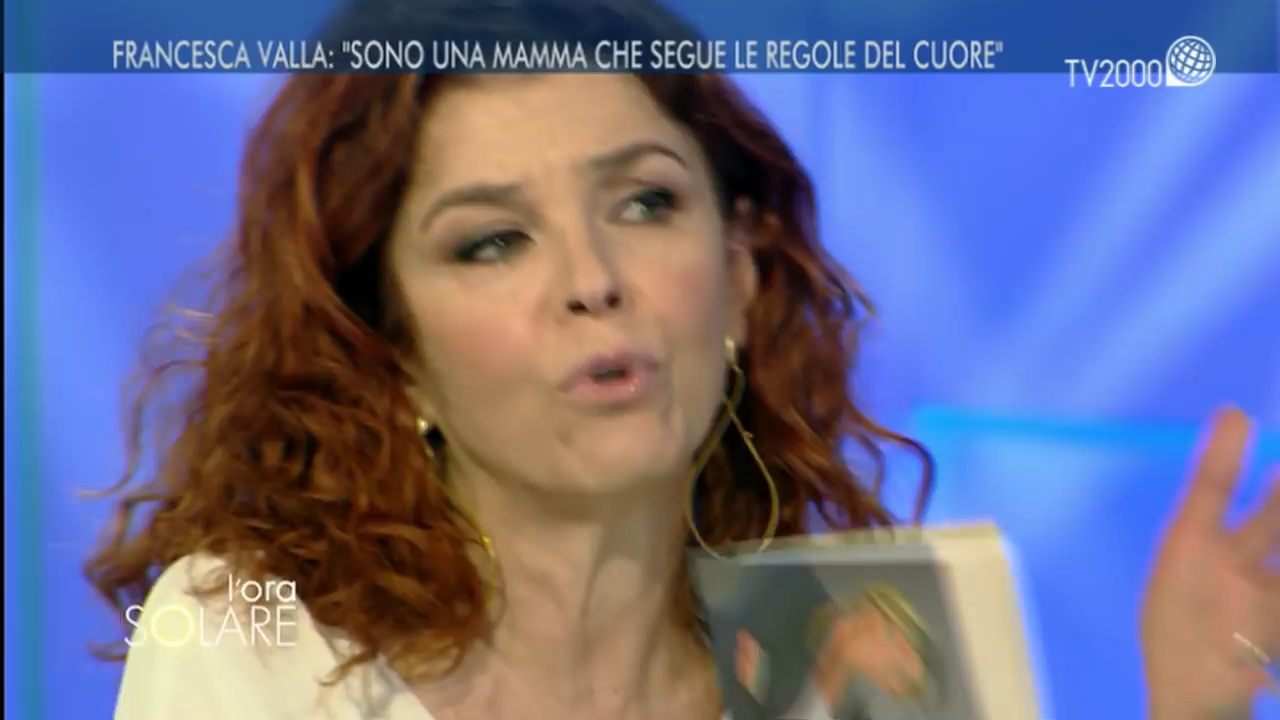 FRANCESCA VALLA: "SONO UNA MAMMA CHE SEGUE LE REGOLE DEL CUORE"
TV2000
l'ora
SOLARE